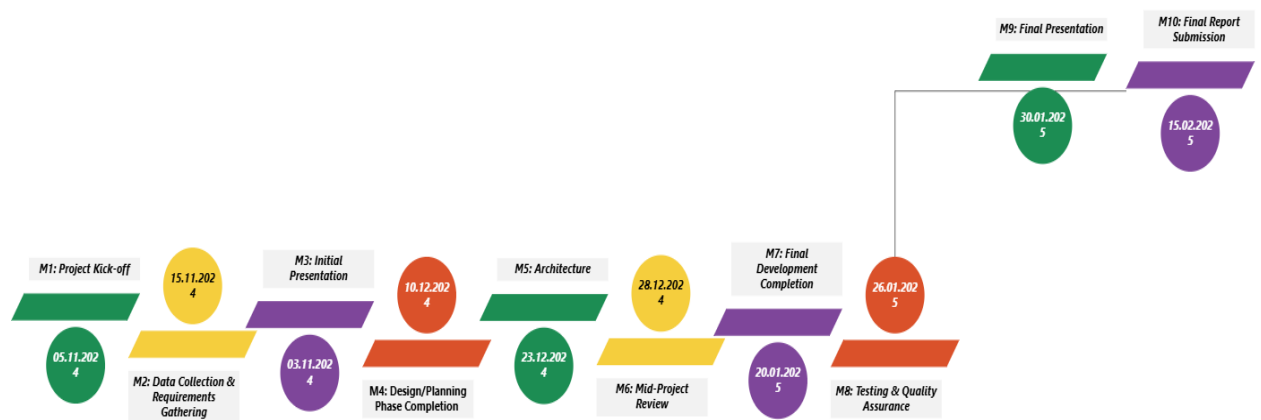 M1: Project Kick-off
05.11.202
4
15.11.202
4
M2: Data Collection &
Requirements
Gathering
M3: Initial
Presentation
03.11.202
4
10.12.202
4
M4: Design/Planning
Phase Completion
M5: Architecture
23.12.202
4
28.12.202
4
M6: Mid-Project
Review
M7: Final
Development
Completion
20.01.202
5
26.01.202
5
M8: Testing & Quality
Assurance
M9: Final Presentation
30.01.202
5
M10: Final Report
Submission
15.02.202
5